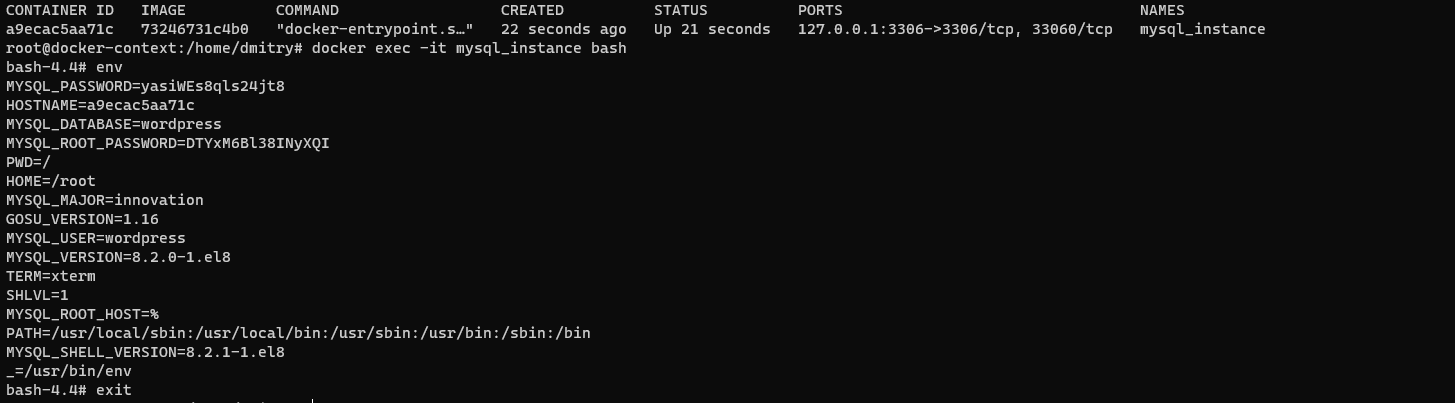 CONTAINER ID   IMAGE          COMMAND                  CREATED          STATUS          PORTS                                 NAMES
a9ecac5aa71c   73246731c4b0   "docker-entrypoint.s…"   22 seconds ago   Up 21 seconds   127.0.0.1:3306->3306/tcp, 33060/tcp   mysql_instance
root@docker-context:/home/dmitry# docker exec -it mysql_instance bash
bash-4.4# env
MYSQL_PASSWORD=yasiWEs8qls24jt8
HOSTNAME=a9ecac5aa71c
MYSQL_DATABASE=wordpress
MYSQL_ROOT_PASSWORD=DTYxM6Bl38INyXQI
PWD=/
HOME=/root
MYSQL_MAJOR=innovation
GOSU_VERSION=1.16
MYSQL_USER=wordpress
MYSQL_VERSION=8.2.0-1.el8
TERM=xterm
SHLVL=1
MYSQL_ROOT_HOST=%
PATH=/usr/local/sbin:/usr/local/bin:/usr/sbin:/usr/bin:/sbin:/bin
MYSQL_SHELL_VERSION=8.2.1-1.el8
_=/usr/bin/env
bash-4.4# exit